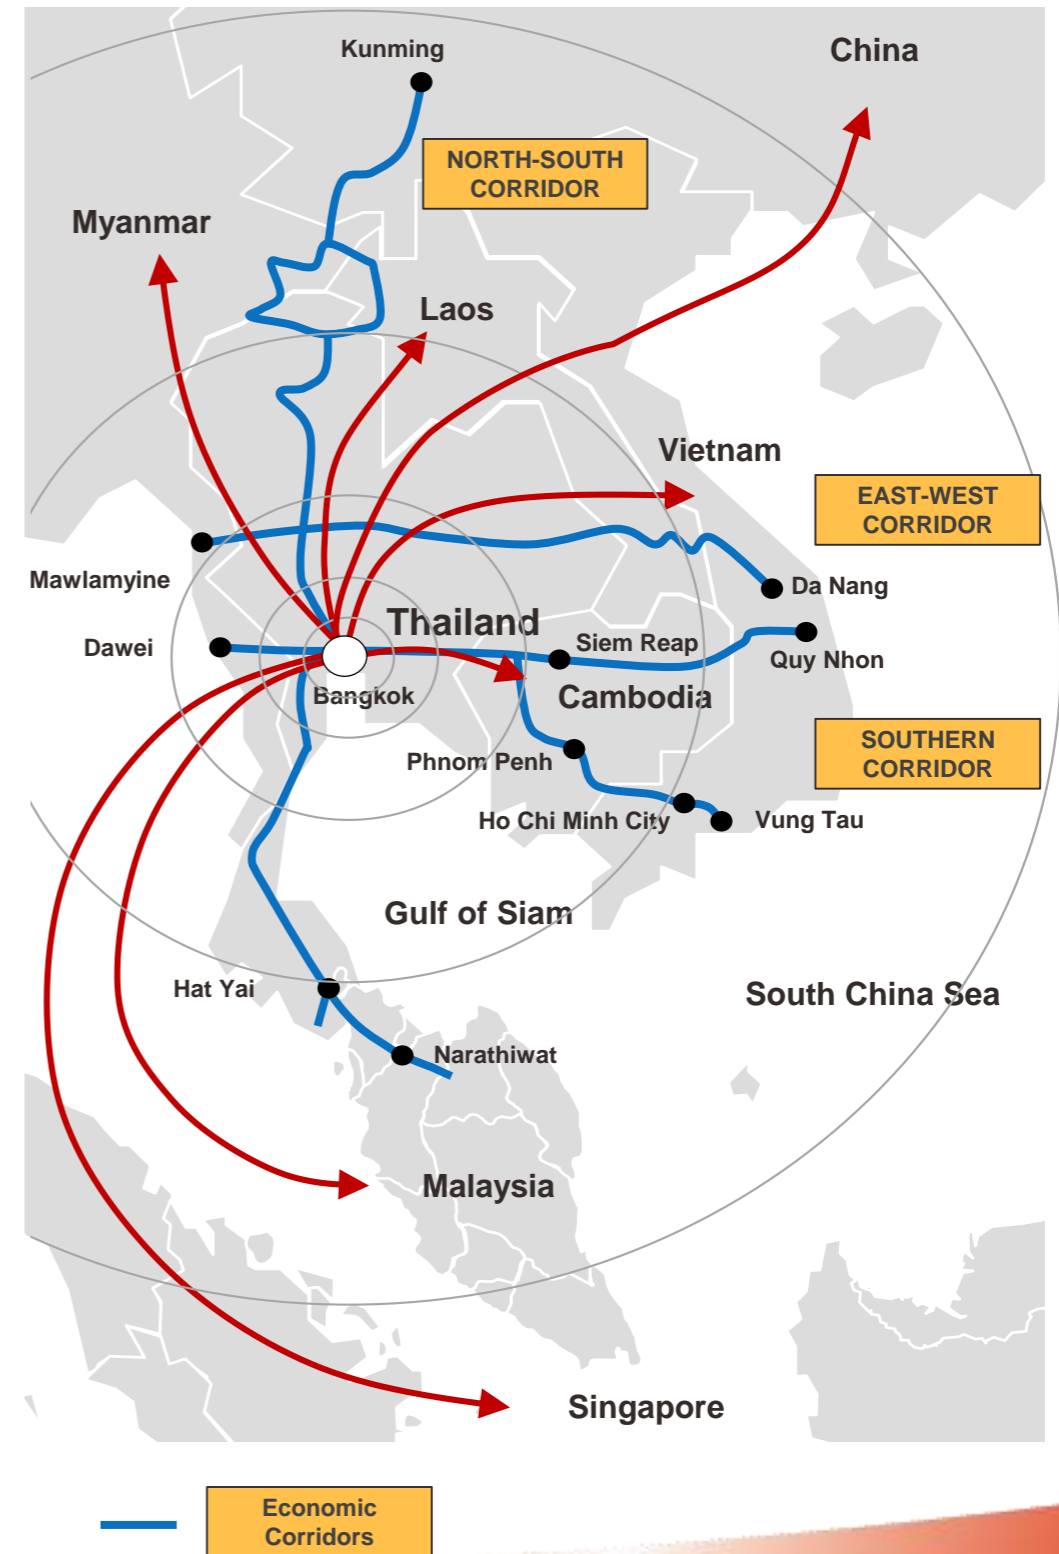 Kunming
China
NORTH-SOUTH
CORRIDOR
Myanmar
Laos
Vietnam
EAST-WEST
CORRIDOR
Mawlamyine
Da Nang
Thailand
Dawei
Siem Reap
Quy Nhon
Bangkok
Cambodia
SOUTHERN
CORRIDOR
Phnom Penh
Ho Chi Minh City
Vung Tau
Gulf of Siam
Hat Yai
South China Sea
Narathiwat
Malaysia
Singapore
Economic
Corridors